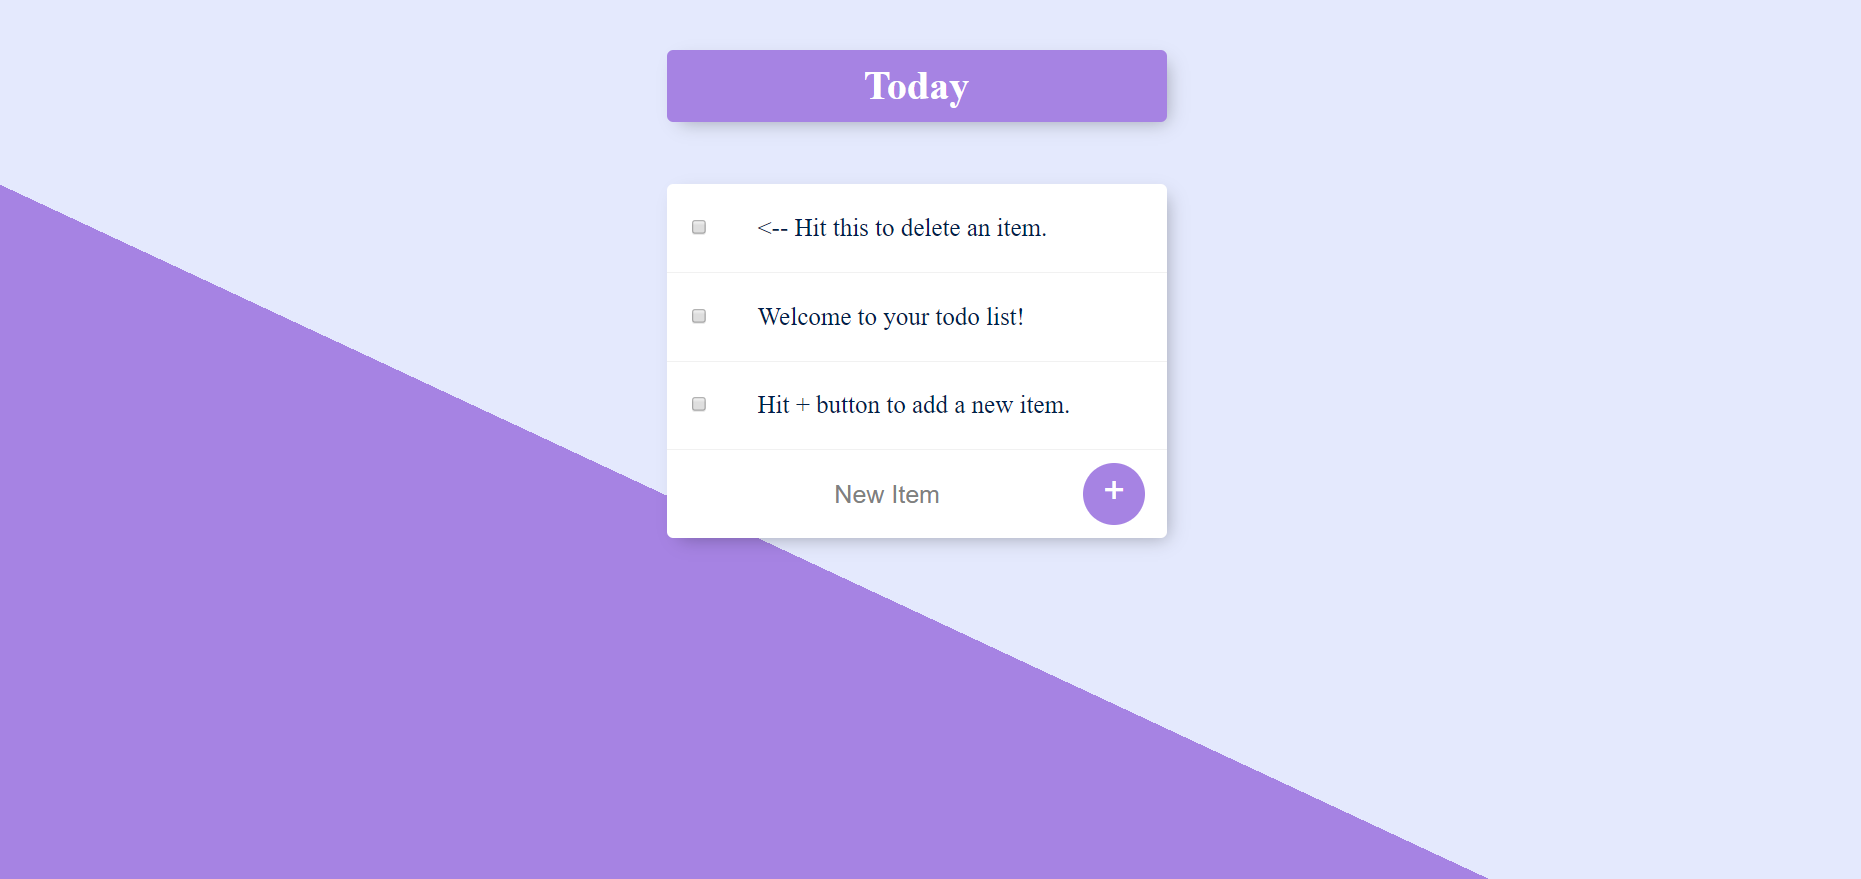 Today
<-- Hit this to delete an item.
Welcome to your todo list!
Hit + button to add a new item.
New Item
+